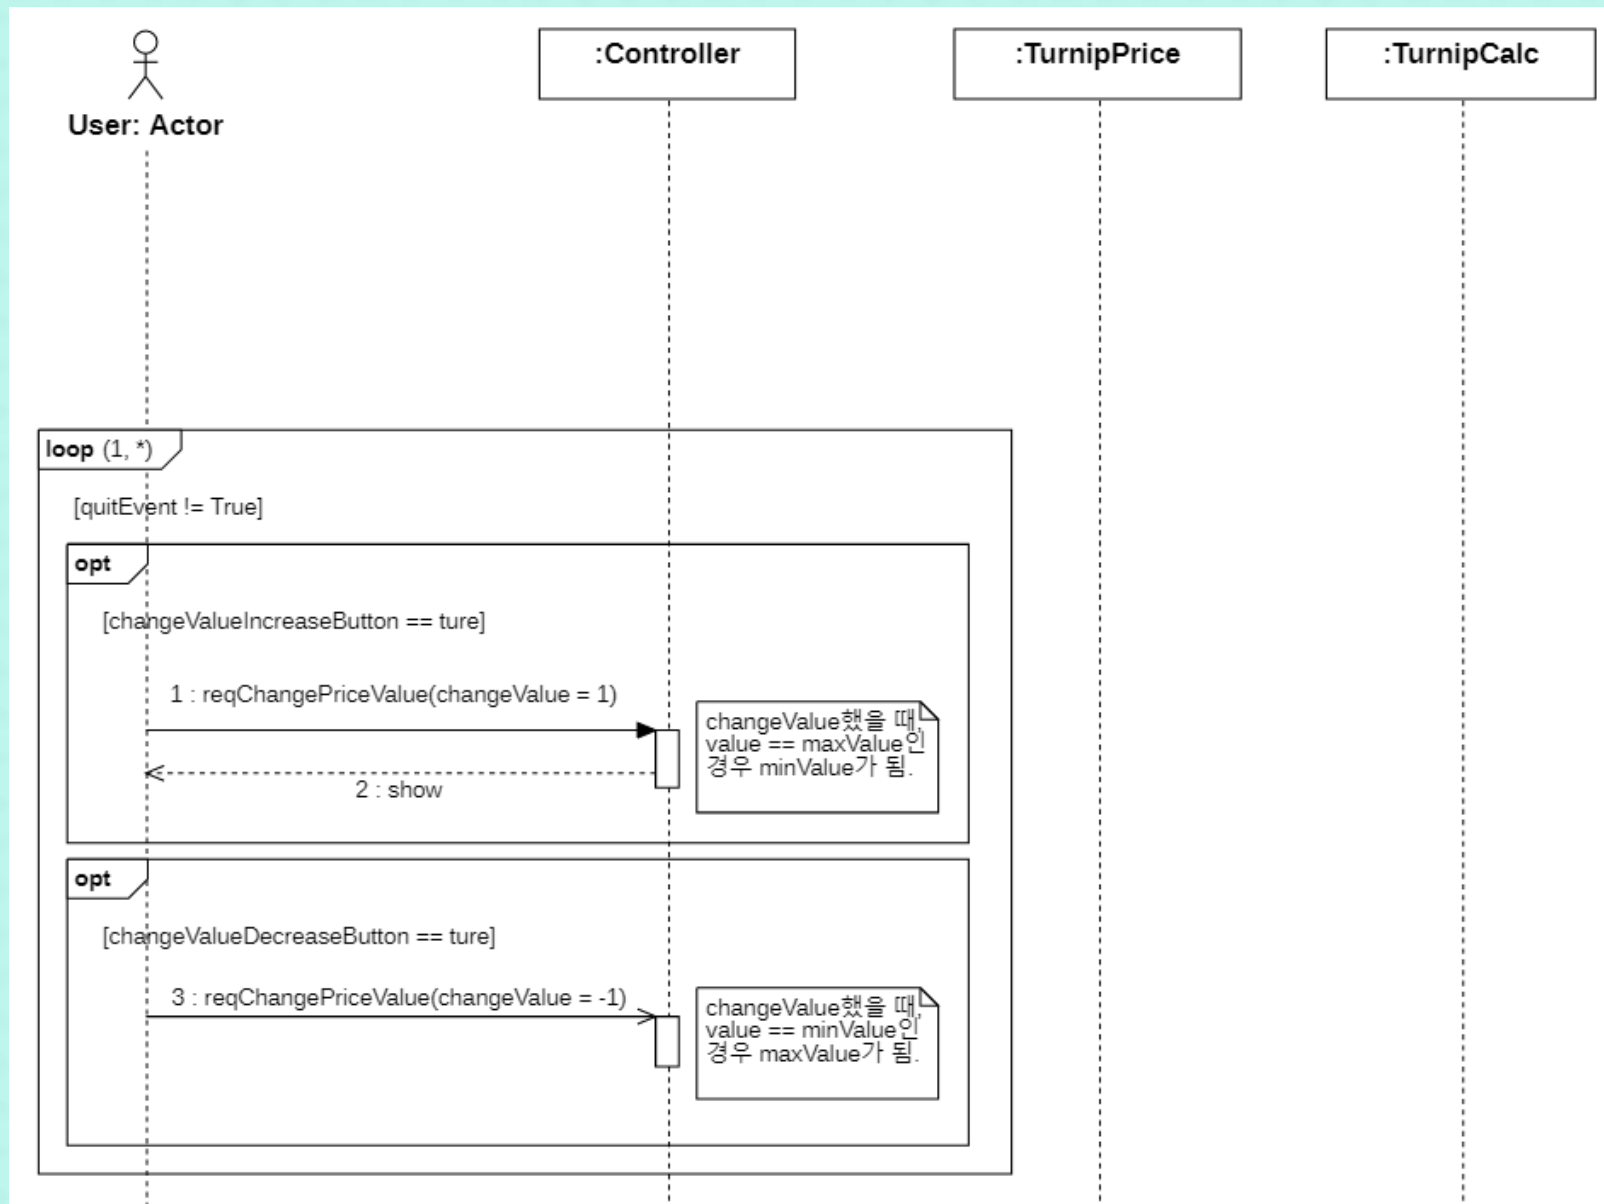 User: Actor
:Controller
:TurnipPrice
:TurnipCalc
loop (1, *)
[quitEvent != True]
opt
[changeValueIncreaseButton == ture]
1 : reqChangePriceValue(changeValue = 1)
changeValue했을 때,
value == maxValue인
경우 minValue가 됨.
2 : show
opt
[changeValueDecreaseButton == ture]
3 : reqChangePriceValue(changeValue = -1)
changeValue했을 때,
value == minValue인
경우 maxValue가 됨.